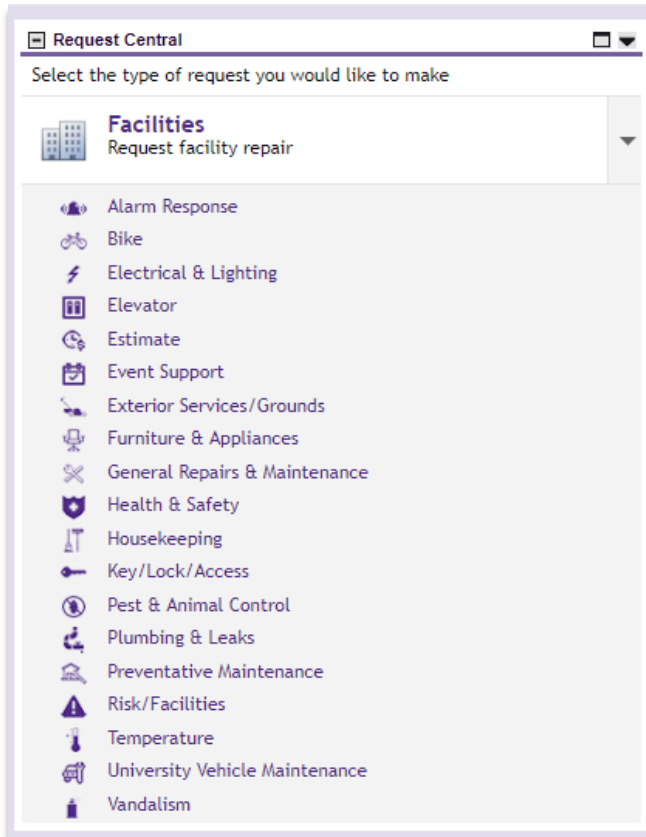 Request Central
Select the type of request you would like to make
Facilities
Request facility repair
Alarm Response
Bike
Electrical & Lighting
Elevator
Estimate
Event Support
Exterior Services/Grounds
Furniture & Appliances
General Repairs & Maintenance
Health & Safety
Housekeeping
Key/Lock/Access
Pest & Animal Control
Plumbing & Leaks
Preventative Maintenance
Risk/Facilities
Temperature
University Vehicle Maintenance
Vandalism